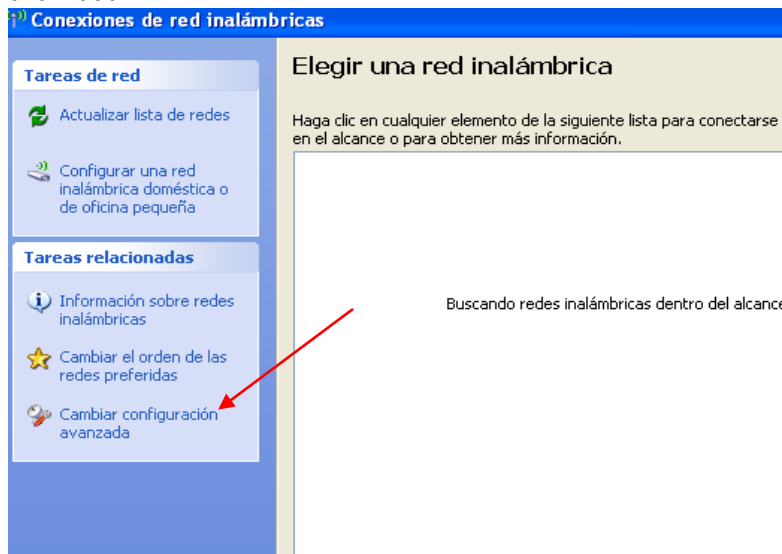 Conexiones de red inalámbricas
Tareas de red
Actualizar lista de redes
Configurar una red
inalámbrica doméstica o
de oficina pequeña
Tareas relacionadas
Información sobre redes
inalámbricas
Cambiar el orden de las
redes preferidas
Cambiar configuración
avanzada
Elegir una red inalámbrica
Haga clic en cualquier elemento de la siguiente lista para conectarse
en el alcance o para obtener más información.
Buscando redes inalámbricas dentro del alcance